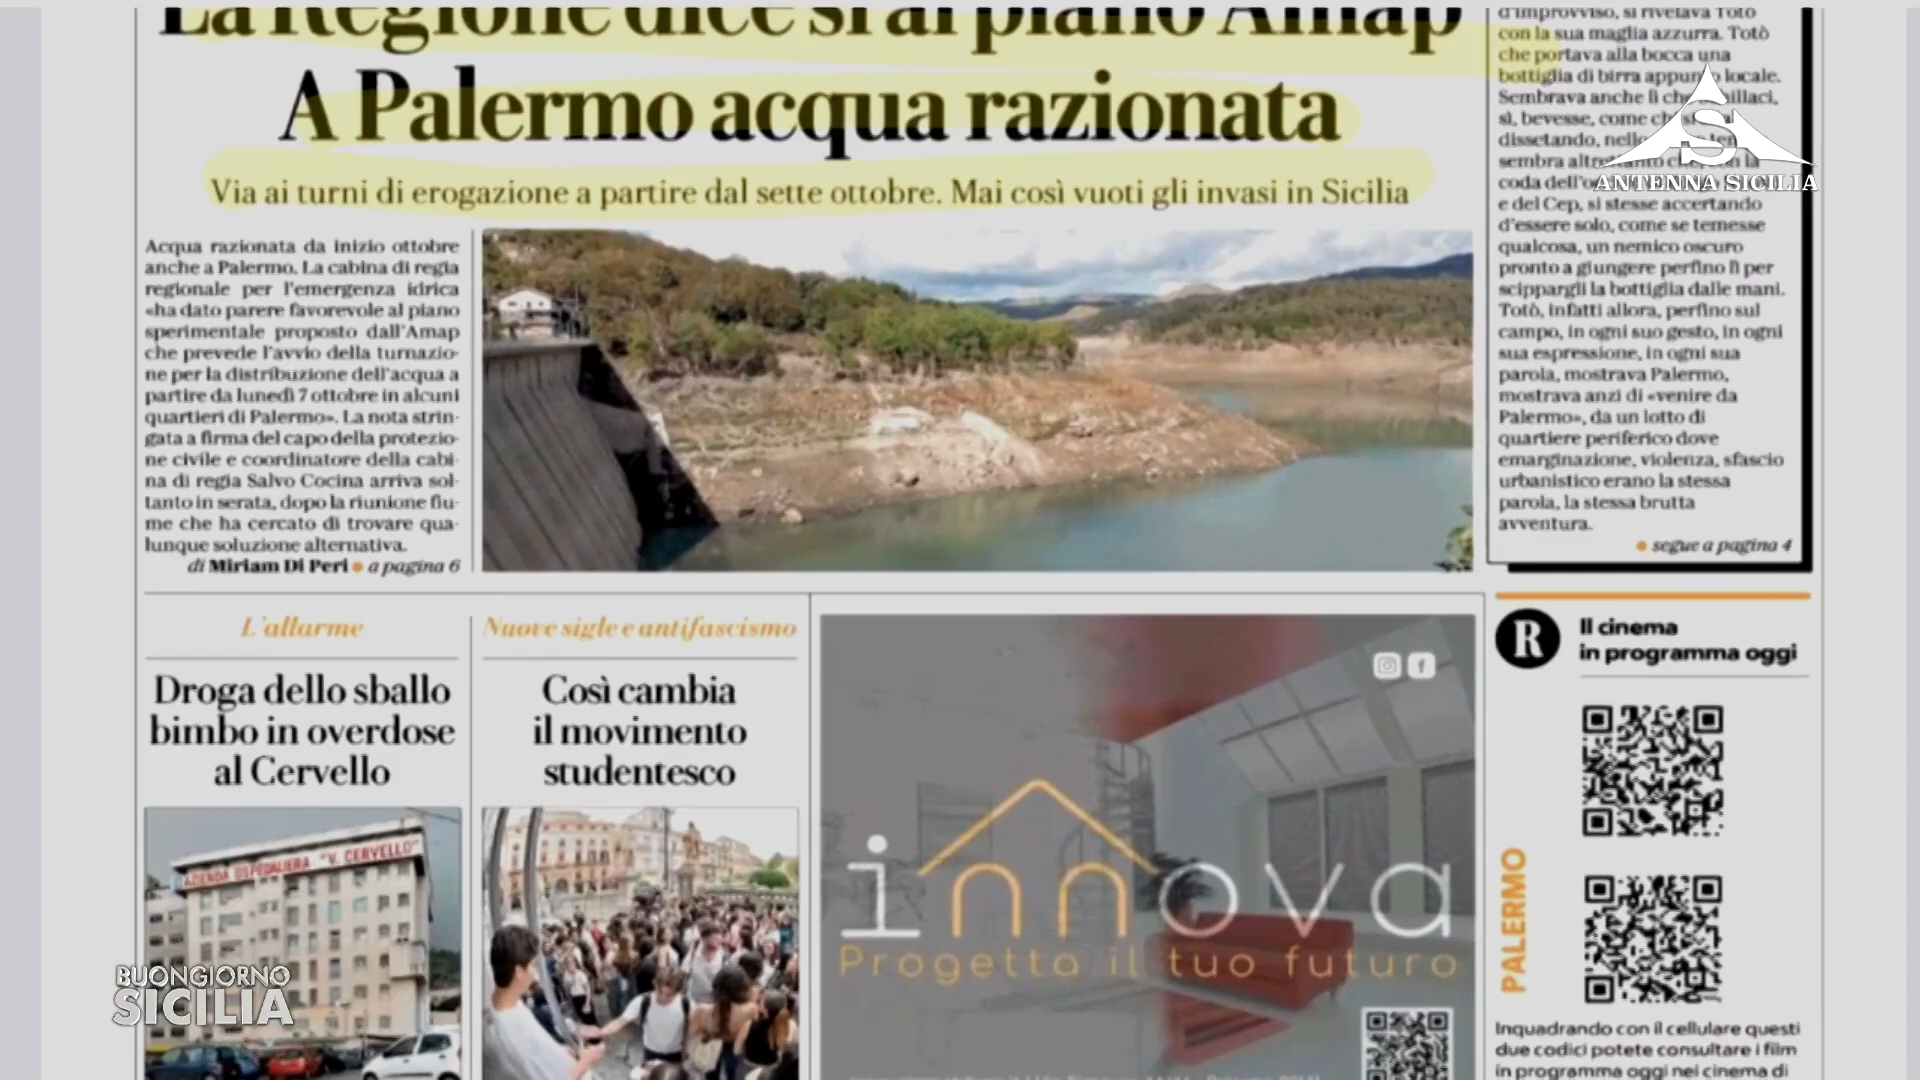 La Regione dice sì al piano Amap
A Palermo acqua razionata
Via ai turni di erogazione a partire dal sette ottobre. Mai così vuoti gli invasi in Sicilia
Acqua razionata da inizio ottobre
anche a Palermo. La cabina di regia
regionale per l'emergenza idrica
«ha dato parere favorevole al piano
sperimentale proposto dall'Amap
che prevede l'avvio della turnazio-
ne per la distribuzione dell'acqua a
partire da lunedì 7 ottobre in alcuni
quartieri di Palermo». La nota strin-
gata a firma del capo della protezio-
ne civile e coordinatore della cabi-
na di regia Salvo Cocina arriva sol-
tanto in serata, dopo la riunione fiu-
me che ha cercato di trovare qua-
lunque soluzione alternativa.
di Miriam Di Peri • a pagina 6
d'improvviso, si rivelava Totò
con la sua maglia azzurra. Totò
che portava alla bocca una
bottiglia di birra appunto locale.
Sembrava anche lì che
sì, bevesse, come
dissetando,
sembra
coda
e del Cep, si stesse accertando
d'essere solo, come se temesse
qualcosa, un nemico oscuro
pronto a giungere perfino lì per
scippargli la bottiglia dalle mani.
Totò, infatti allora, perfino sul
campo, in ogni suo gesto, in ogni
sua espressione, in ogni sua
parola, mostrava Palermo,
mostrava anzi di «venire da
Palermo», da un lotto di
quartiere periferico dove
emarginazione, violenza, sfascio
urbanistico erano la stessa
parola, la stessa brutta
avventura.
• segue a pagina 4
S
ANTENNA SICILIA
L'allarme
Droga dello sballo
bimbo in overdose
al Cervello
AZIENDA OSPEDALIERA "V. CERVELLO"
Nuove sigle e antifascismo
Così cambia
il movimento
studentesco
innova
Progetta il tuo futuro
R
Il cinema
in programma oggi
PALERMO
Inquadrando con il cellulare questi
due codici potete consultare i film
in programma oggi nei cinema di
BUONGIORNO
SICILIA